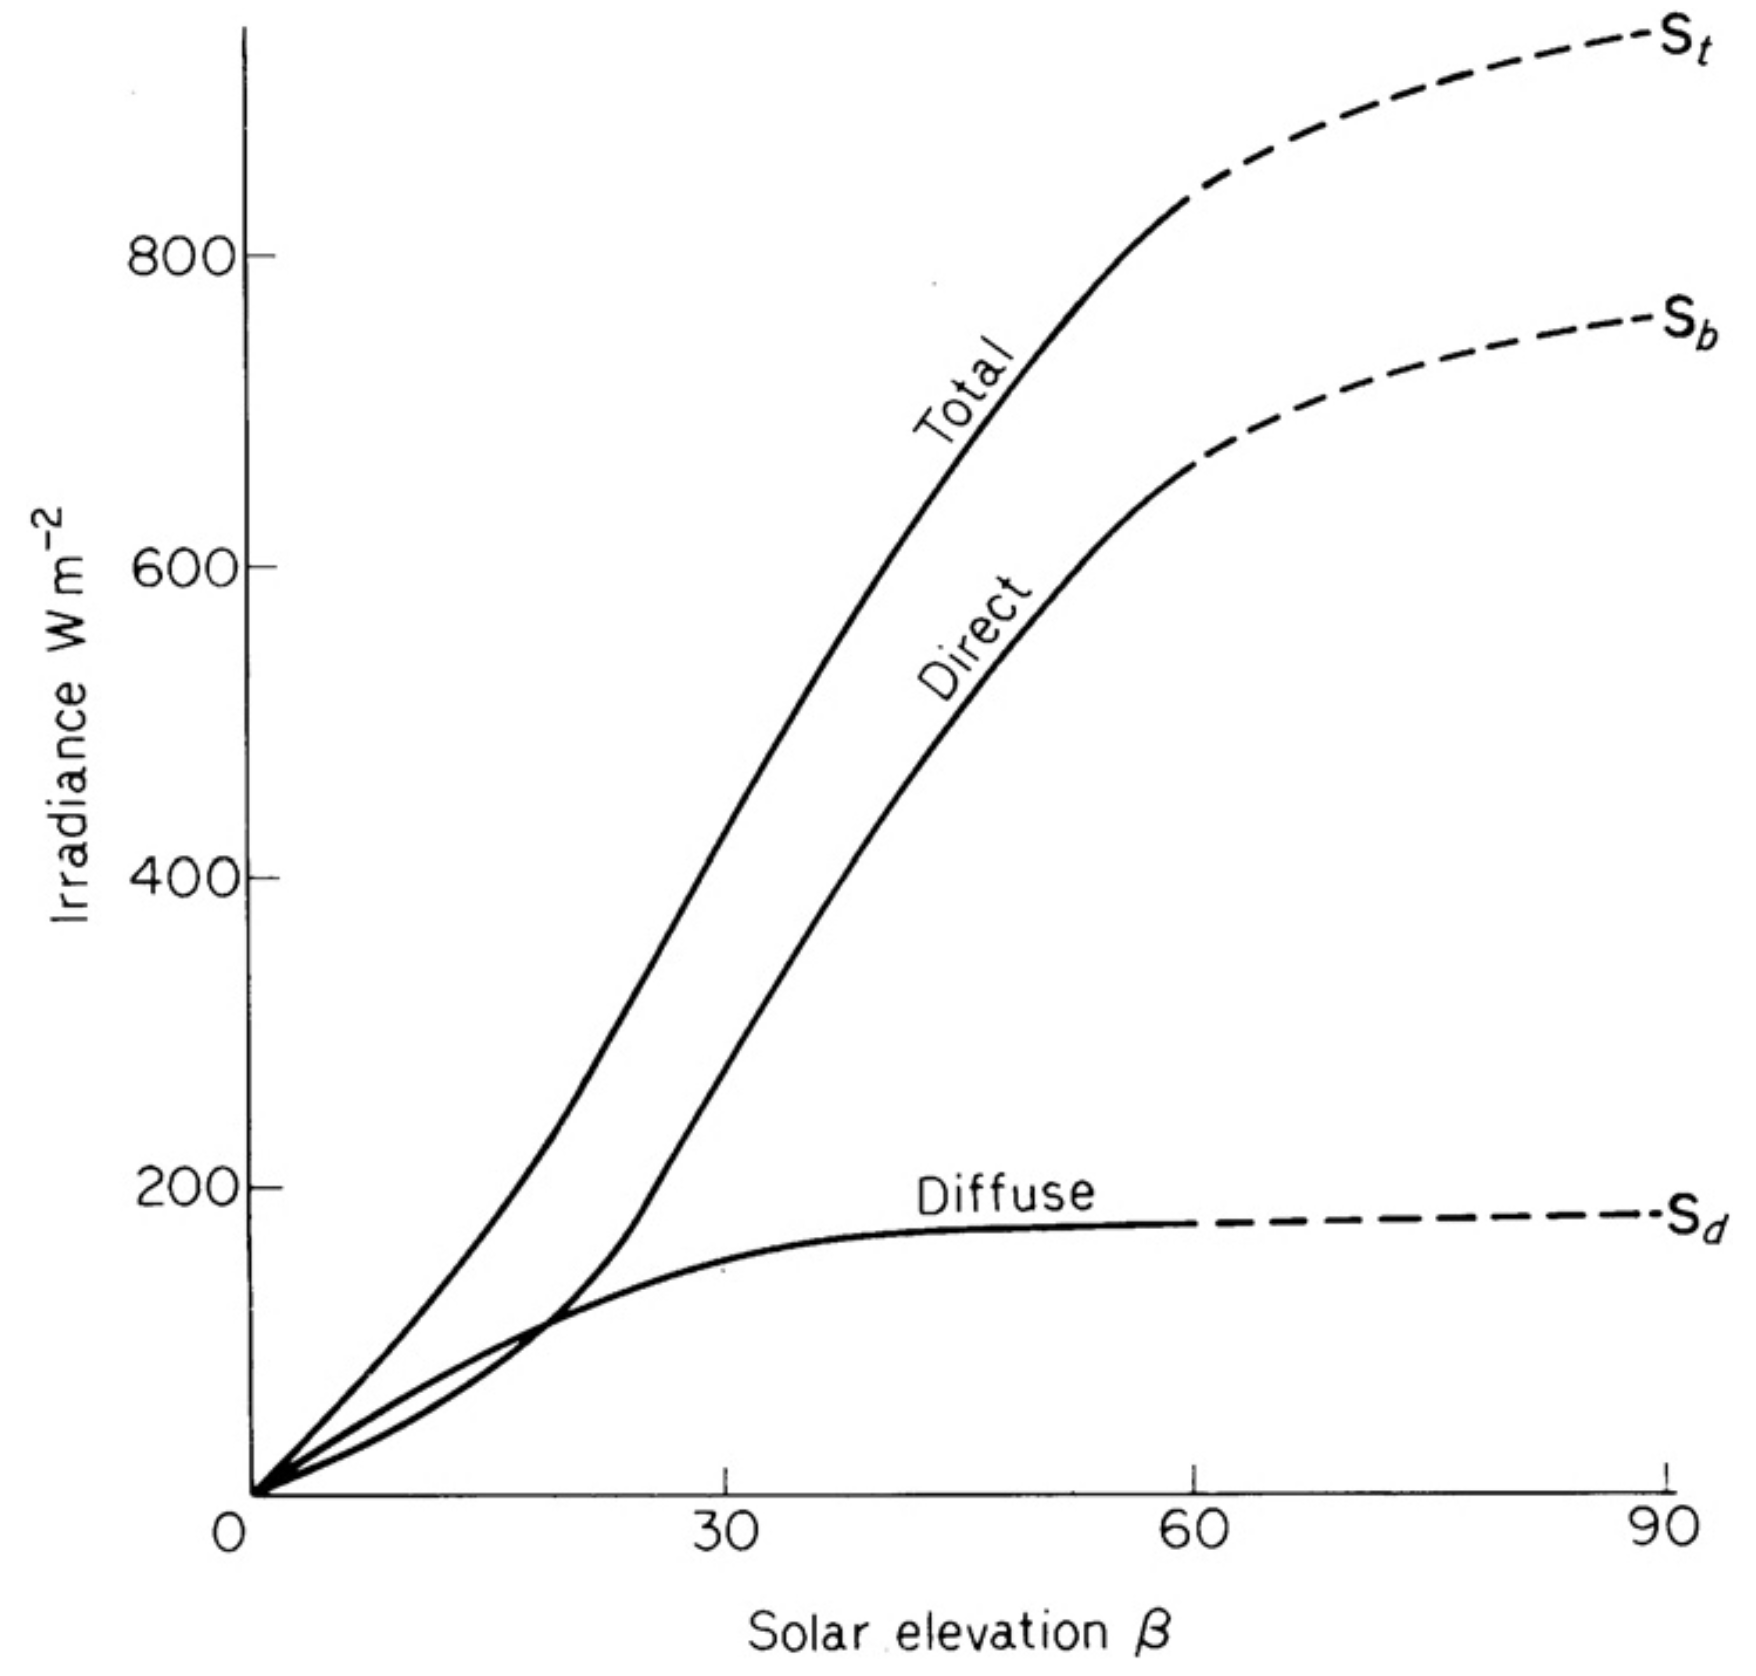 S_t
800
S_b
Total
600
Irradiance W m⁻²
Direct
400
200
Diffuse
S_d
0 30 60 90
Solar elevation β